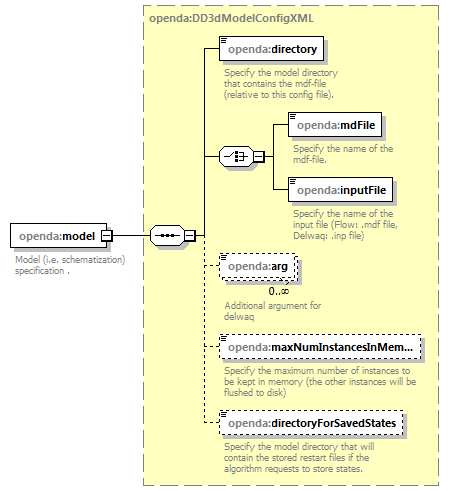 openda:DD3dModelConfigXML
openda:directory
Specify the model directory
that contains the mdf-file
(relative to this config file).
openda:mdFile
Specify the name of the
mdf-file.
openda:inputFile
Specify the name of the
input file (Flow: .mdf file,
Delwaq: .inp file)
openda:model
Model (i.e. schematization)
specification .
openda:arg
0..∞
Additional argument for
delwaq
openda:maxNumInstancesInMem...
Specify the maximum number of instances to
be kept in memory (the other instances will be
flushed to disk)
openda:directoryForSavedStates
Specify the model directory that will
contain the stored restart files if the
algorithm requests to store states.